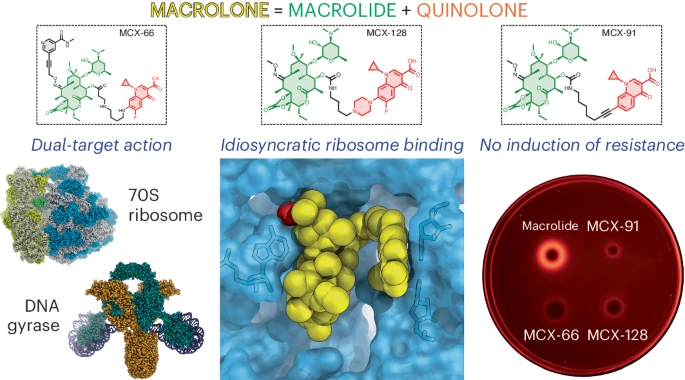 MACROLONE = MACROLIDE + QUINOLONE
MCX-66
MCX-128
MCX-91
Dual-target action
Idiosyncratic ribosome binding
No induction of resistance
70S
ribosome
DNA
gyrase
Macrolide
MCX-91
MCX-66
MCX-128